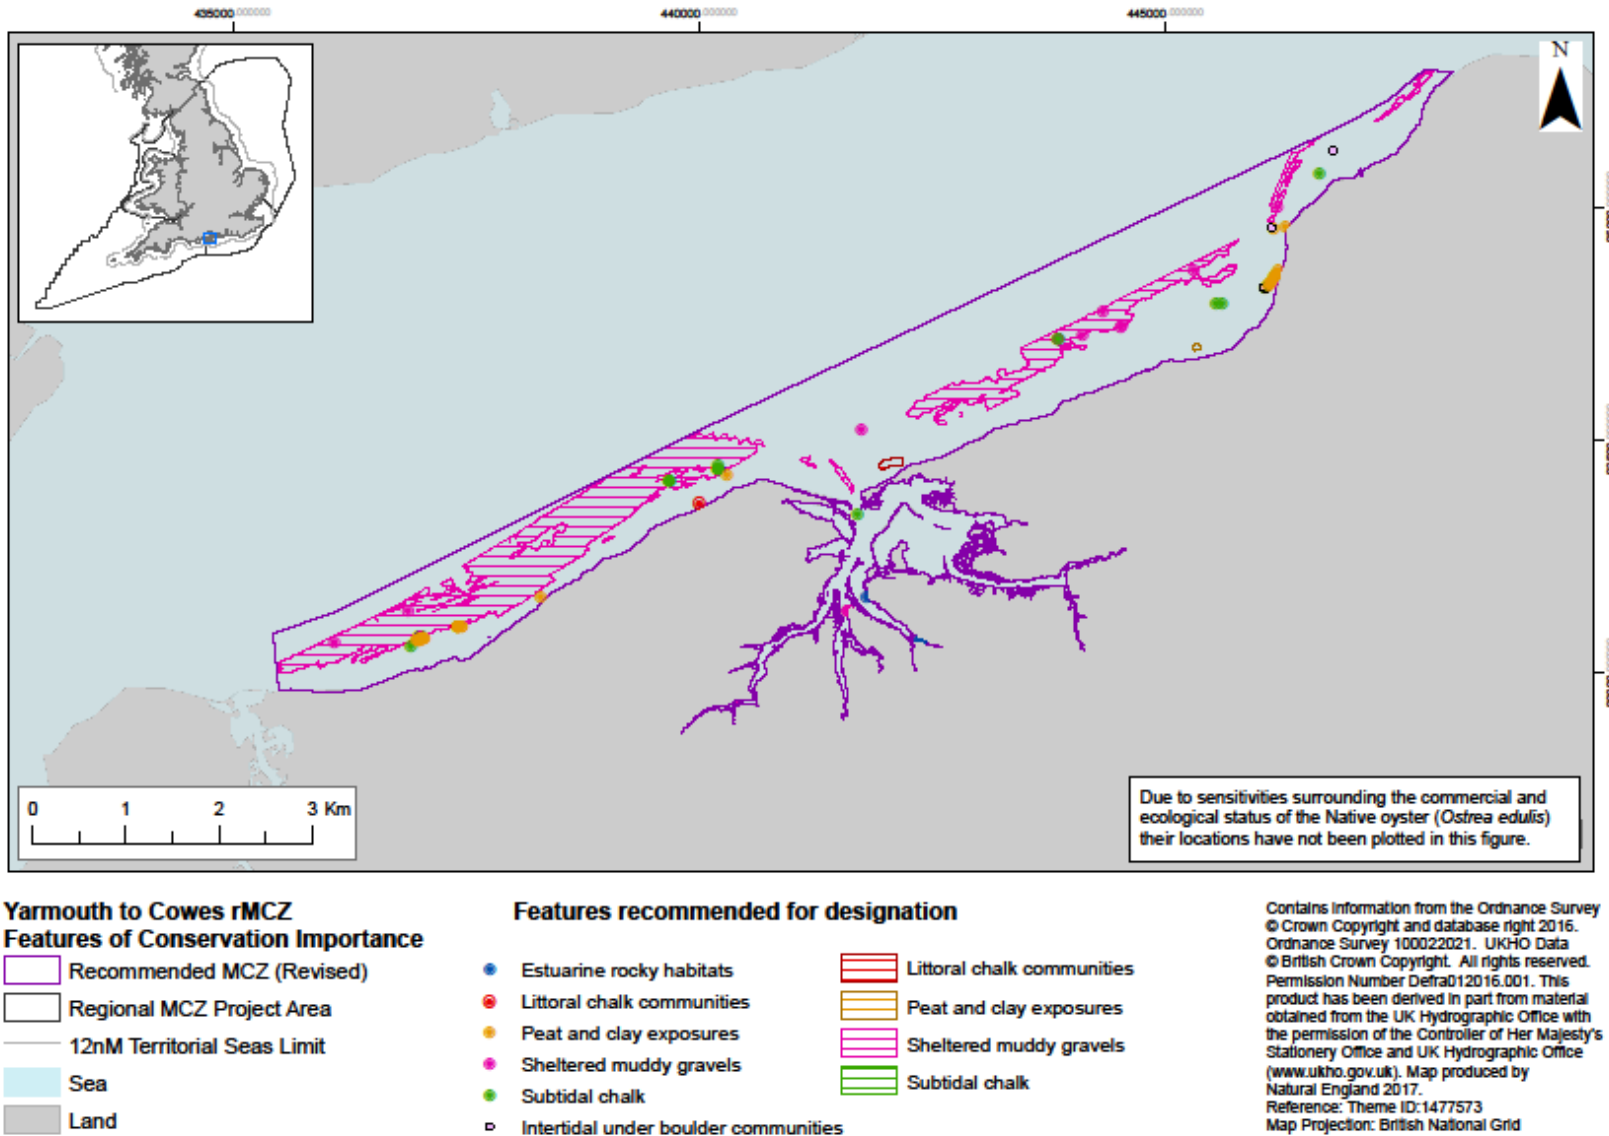 435000.000000 440000.000000 445000.000000
N
0 1 2 3 Km
Due to sensitivities surrounding the commercial and
ecological status of the Native oyster (Ostrea edulis)
their locations have not been plotted in this figure.
Yarmouth to Cowes rMCZ
Features of Conservation Importance
Recommended MCZ (Revised)
Regional MCZ Project Area
12nM Territorial Seas Limit
Sea
Land
Features recommended for designation
Estuarine rocky habitats
Littoral chalk communities
Peat and clay exposures
Sheltered muddy gravels
Subtidal chalk
Intertidal under boulder communities
Littoral chalk communities
Peat and clay exposures
Sheltered muddy gravels
Subtidal chalk
Contains Information from the Ordnance Survey
© Crown Copyright and database right 2016.
Ordnance Survey 100022021. UKHO Data
© British Crown Copyright. All rights reserved.
Permission Number Defra012016.001. This
product has been derived in part from material
obtained from the UK Hydrographic Office with
the permission of the Controller of Her Majesty's
Stationery Office and UK Hydrographic Office
(www.ukho.gov.uk). Map produced by
Natural England 2017.
Reference: Theme ID:1477573
Map Projection: British National Grid